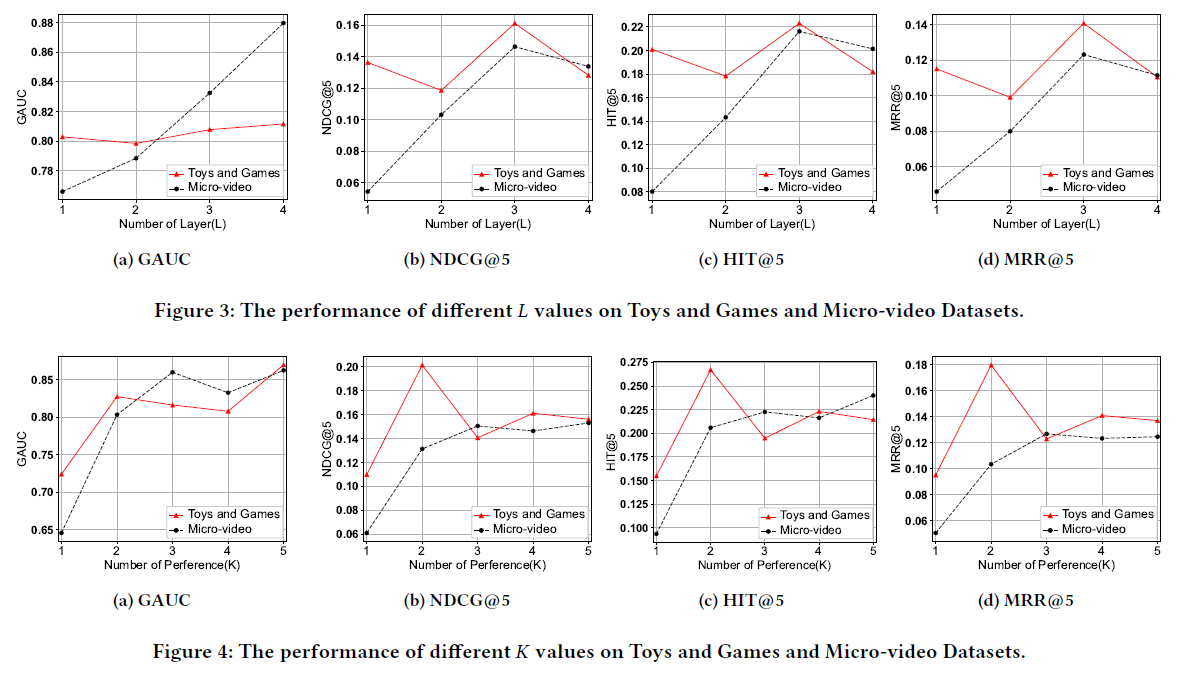 0.88
0.86
0.84
0.82
0.80
0.78
GAUC
1 2 3 4
Number of Layer(L)
Toys and Games
Micro-video
(a) GAUC
0.16
0.14
0.12
0.10
0.08
0.06
NDCG@5
1 2 3 4
Number of Layer(L)
Toys and Games
Micro-video
(b) NDCG@5
0.22
0.20
0.18
0.16
0.14
0.12
0.10
0.08
HIT@5
1 2 3 4
Number of Layer(L)
Toys and Games
Micro-video
(c) HIT@5
0.14
0.12
0.10
0.08
0.06
MRR@5
1 2 3 4
Number of Layer(L)
Toys and Games
Micro-video
(d) MRR@5
Figure 3: The performance of different L values on Toys and Games and Micro-video Datasets.
0.85
0.80
0.75
0.70
0.65
GAUC
1 2 3 4 5
Number of Perference(K)
Toys and Games
Micro-video
(a) GAUC
0.20
0.18
0.16
0.14
0.12
0.10
0.08
0.06
NDCG@5
1 2 3 4 5
Number of Perference(K)
Toys and Games
Micro-video
(b) NDCG@5
0.275
0.250
0.225
0.200
0.175
0.150
0.125
0.100
HIT@5
1 2 3 4 5
Number of Perference(K)
Toys and Games
Micro-video
(c) HIT@5
0.18
0.16
0.14
0.12
0.10
0.08
0.06
MRR@5
1 2 3 4 5
Number of Perference(K)
Toys and Games
Micro-video
(d) MRR@5
Figure 4: The performance of different K values on Toys and Games and Micro-video Datasets.